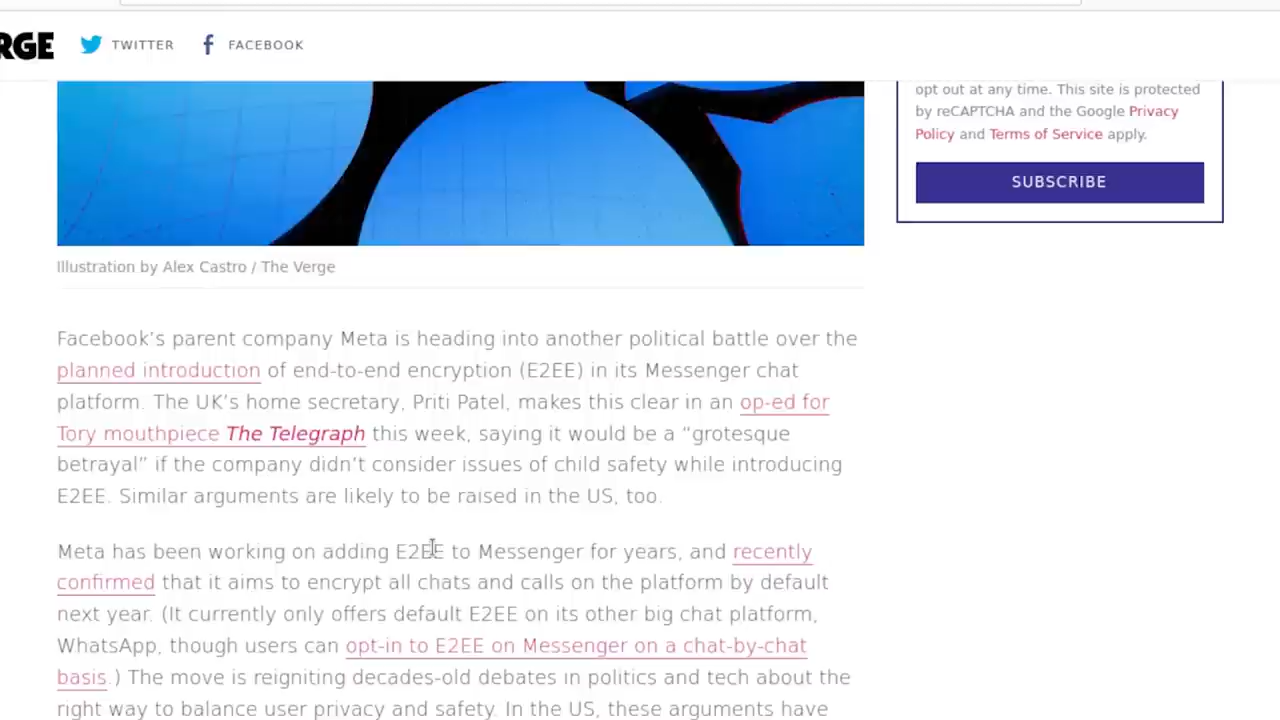 RGE
TWITTER
FACEBOOK
opt out at any time. This site is protected
by reCAPTCHA and the Google Privacy
Policy and Terms of Service apply.
SUBSCRIBE
Illustration by Alex Castro / The Verge
Facebook’s parent company Meta is heading into another political battle over the
planned introduction of end-to-end encryption (E2EE) in its Messenger chat
platform. The UK’s home secretary, Priti Patel, makes this clear in an op-ed for
Tory mouthpiece The Telegraph this week, saying it would be a “grotesque
betrayal” if the company didn’t consider issues of child safety while introducing
E2EE. Similar arguments are likely to be raised in the US, too.
Meta has been working on adding E2EE to Messenger for years, and recently
confirmed that it aims to encrypt all chats and calls on the platform by default
next year. (It currently only offers default E2EE on its other big chat platform,
WhatsApp, though users can opt-in to E2EE on Messenger on a chat-by-chat
basis.) The move is reigniting decades-old debates in politics and tech about the
right way to balance user privacy and safety. In the US, these arguments have